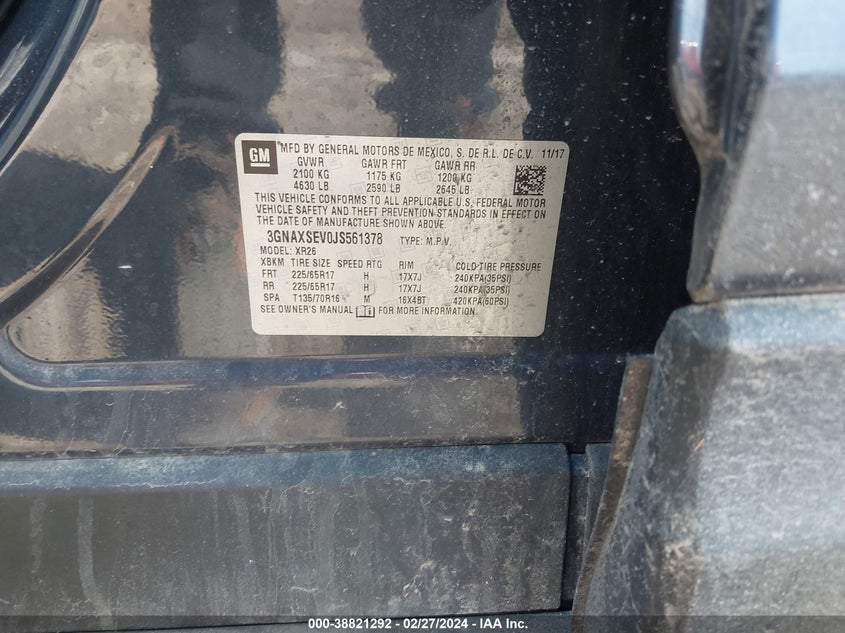 GM
MFD BY GENERAL MOTORS DE MEXICO, S. DE R.L. DE C.V. 11/17
GVWR GAWR FRT GAWR RR
2100 KG 1175 KG 1200 KG
4630 LB 2590 LB 2645 LB
THIS VEHICLE CONFORMS TO ALL APPLICABLE U.S. FEDERAL MOTOR
VEHICLE SAFETY AND THEFT PREVENTION STANDARDS IN EFFECT ON
THE DATE OF MANUFACTURE SHOWN ABOVE.
3GNAXSEV0JS561378 TYPE: M.P.V.
MODEL: XR26
XBKM TIRE SIZE SPEED RTG RIM COLD TIRE PRESSURE
FRT 225/65R17 H 17X7J 240KPA(35PSI)
RR 225/65R17 H 17X7J 240KPA(35PSI)
SPA T135/70R16 M 16X4BT 420KPA(60PSI)
SEE OWNER'S MANUAL FOR MORE INFORMATION.
000-38821292 - 02/27/2024 - IAA Inc.